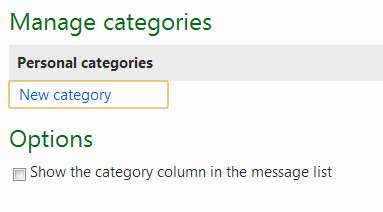 Manage categories
Personal categories
New category
Options
Show the category column in the message list